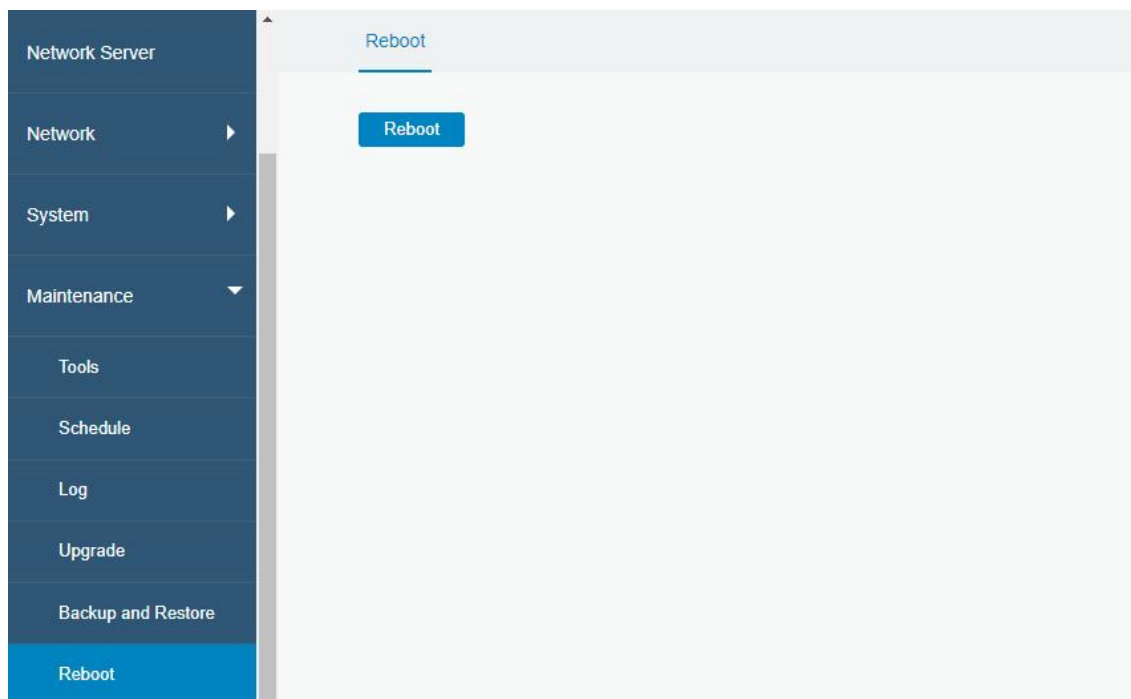 Network Server
Network
System
Maintenance
Tools
Schedule
Log
Upgrade
Backup and Restore
Reboot
Reboot
Reboot